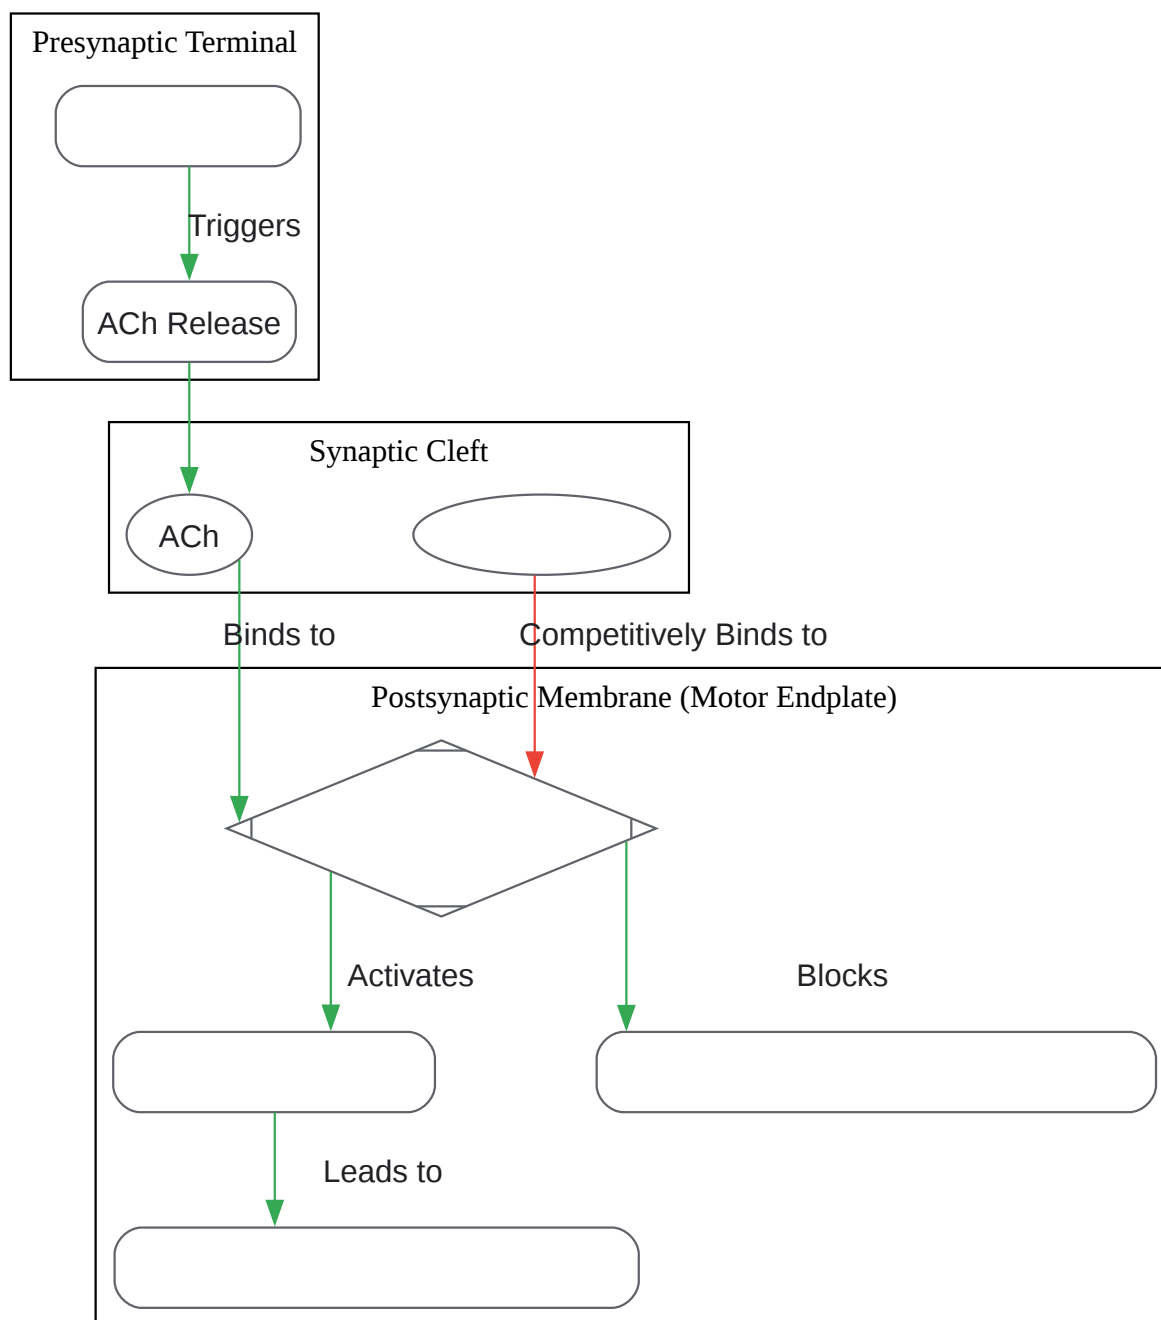 Presynaptic Terminal
Triggers
ACh Release
Synaptic Cleft
ACh
Binds to
Competitively Binds to
Postsynaptic Membrane (Motor Endplate)
Activates
Blocks
Leads to